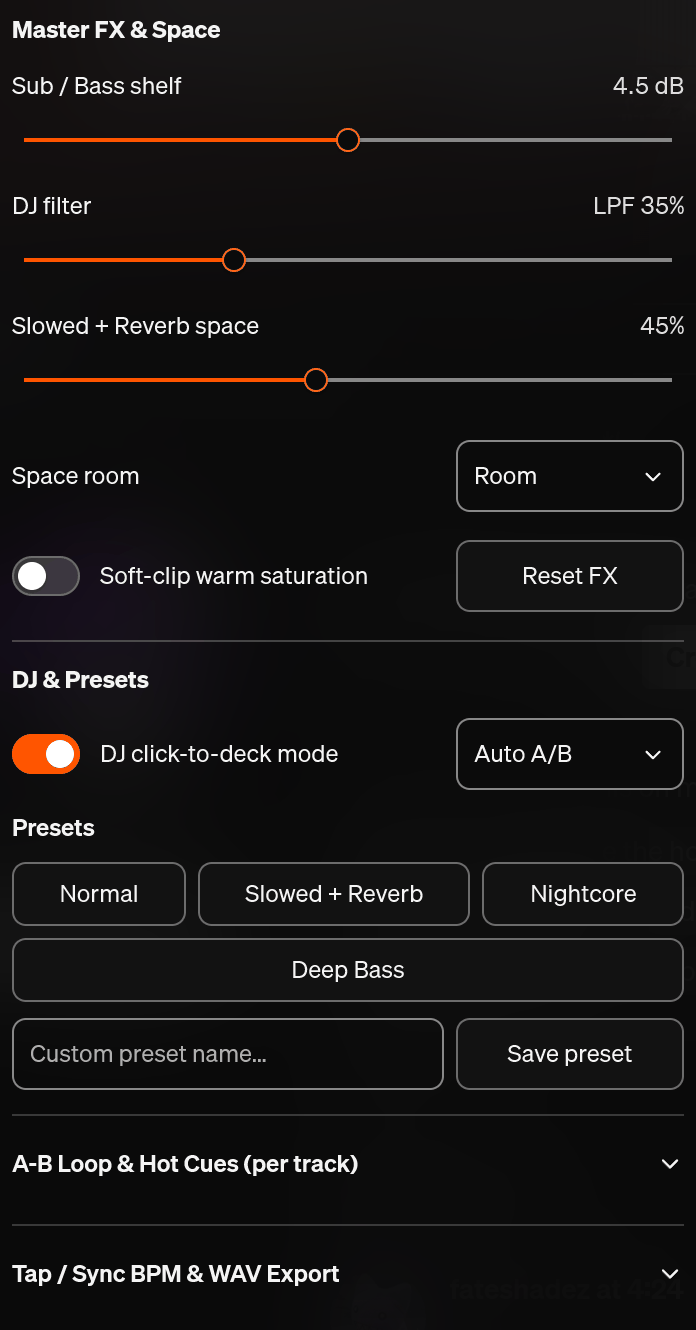 Master FX & Space
Sub / Bass shelf 4.5 dB
DJ filter LPF 35%
Slowed + Reverb space 45%
Space room Room
Soft-clip warm saturation Reset FX
DJ & Presets
DJ click-to-deck mode Auto A/B
Presets
Normal Slowed + Reverb Nightcore
Deep Bass
Custom preset name... Save preset
A-B Loop & Hot Cues (per track)
Tap / Sync BPM & WAV Export